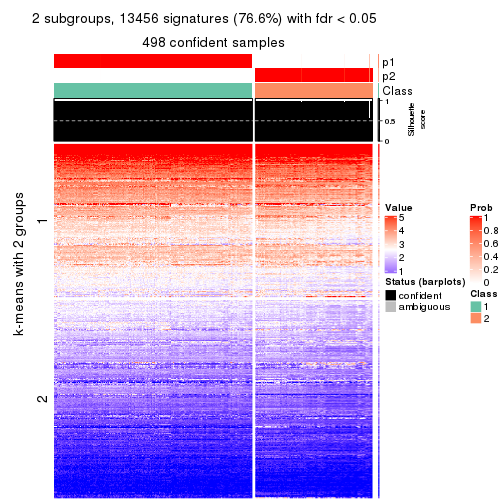 2 subgroups, 13456 signatures (76.6%) with fdr < 0.05
498 confident samples
p1
p2
Class
1
0.5
0
Silhouette
score
k-means with 2 groups
1
2
Value
5
4
3
2
1
Status (barplots)
confident
ambiguous
Prob
1
0.8
0.6
0.4
0.2
0
Class
1
2